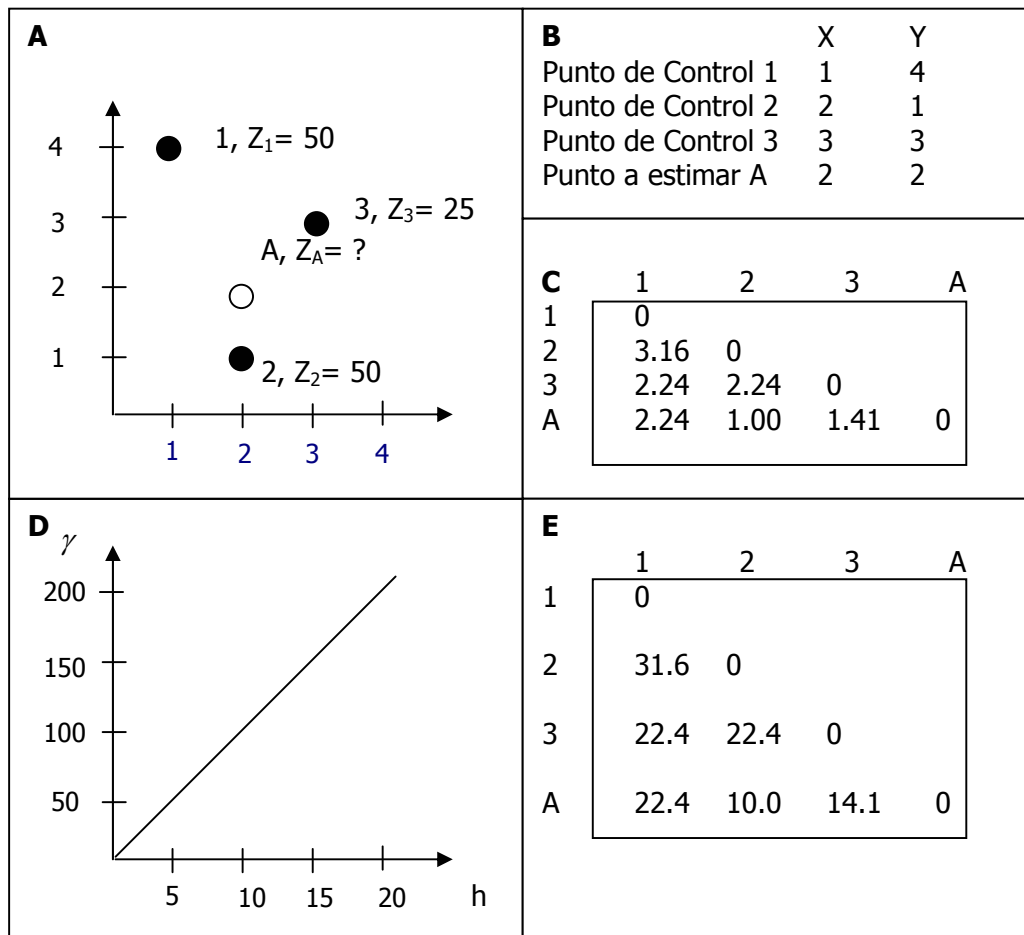 A
4
1, Z₁= 50
3
3, Z₃= 25
A, Z_A= ?
2
1
2, Z₂= 50
1 2 3 4
B X Y
Punto de Control 1 1 4
Punto de Control 2 2 1
Punto de Control 3 3 3
Punto a estimar A 2 2
C 1 2 3 A
1 0
2 3.16 0
3 2.24 2.24 0
A 2.24 1.00 1.41 0
D
γ
200
150
100
50
5 10 15 20 h
E
1 2 3 A
1 0
2 31.6 0
3 22.4 22.4 0
A 22.4 10.0 14.1 0